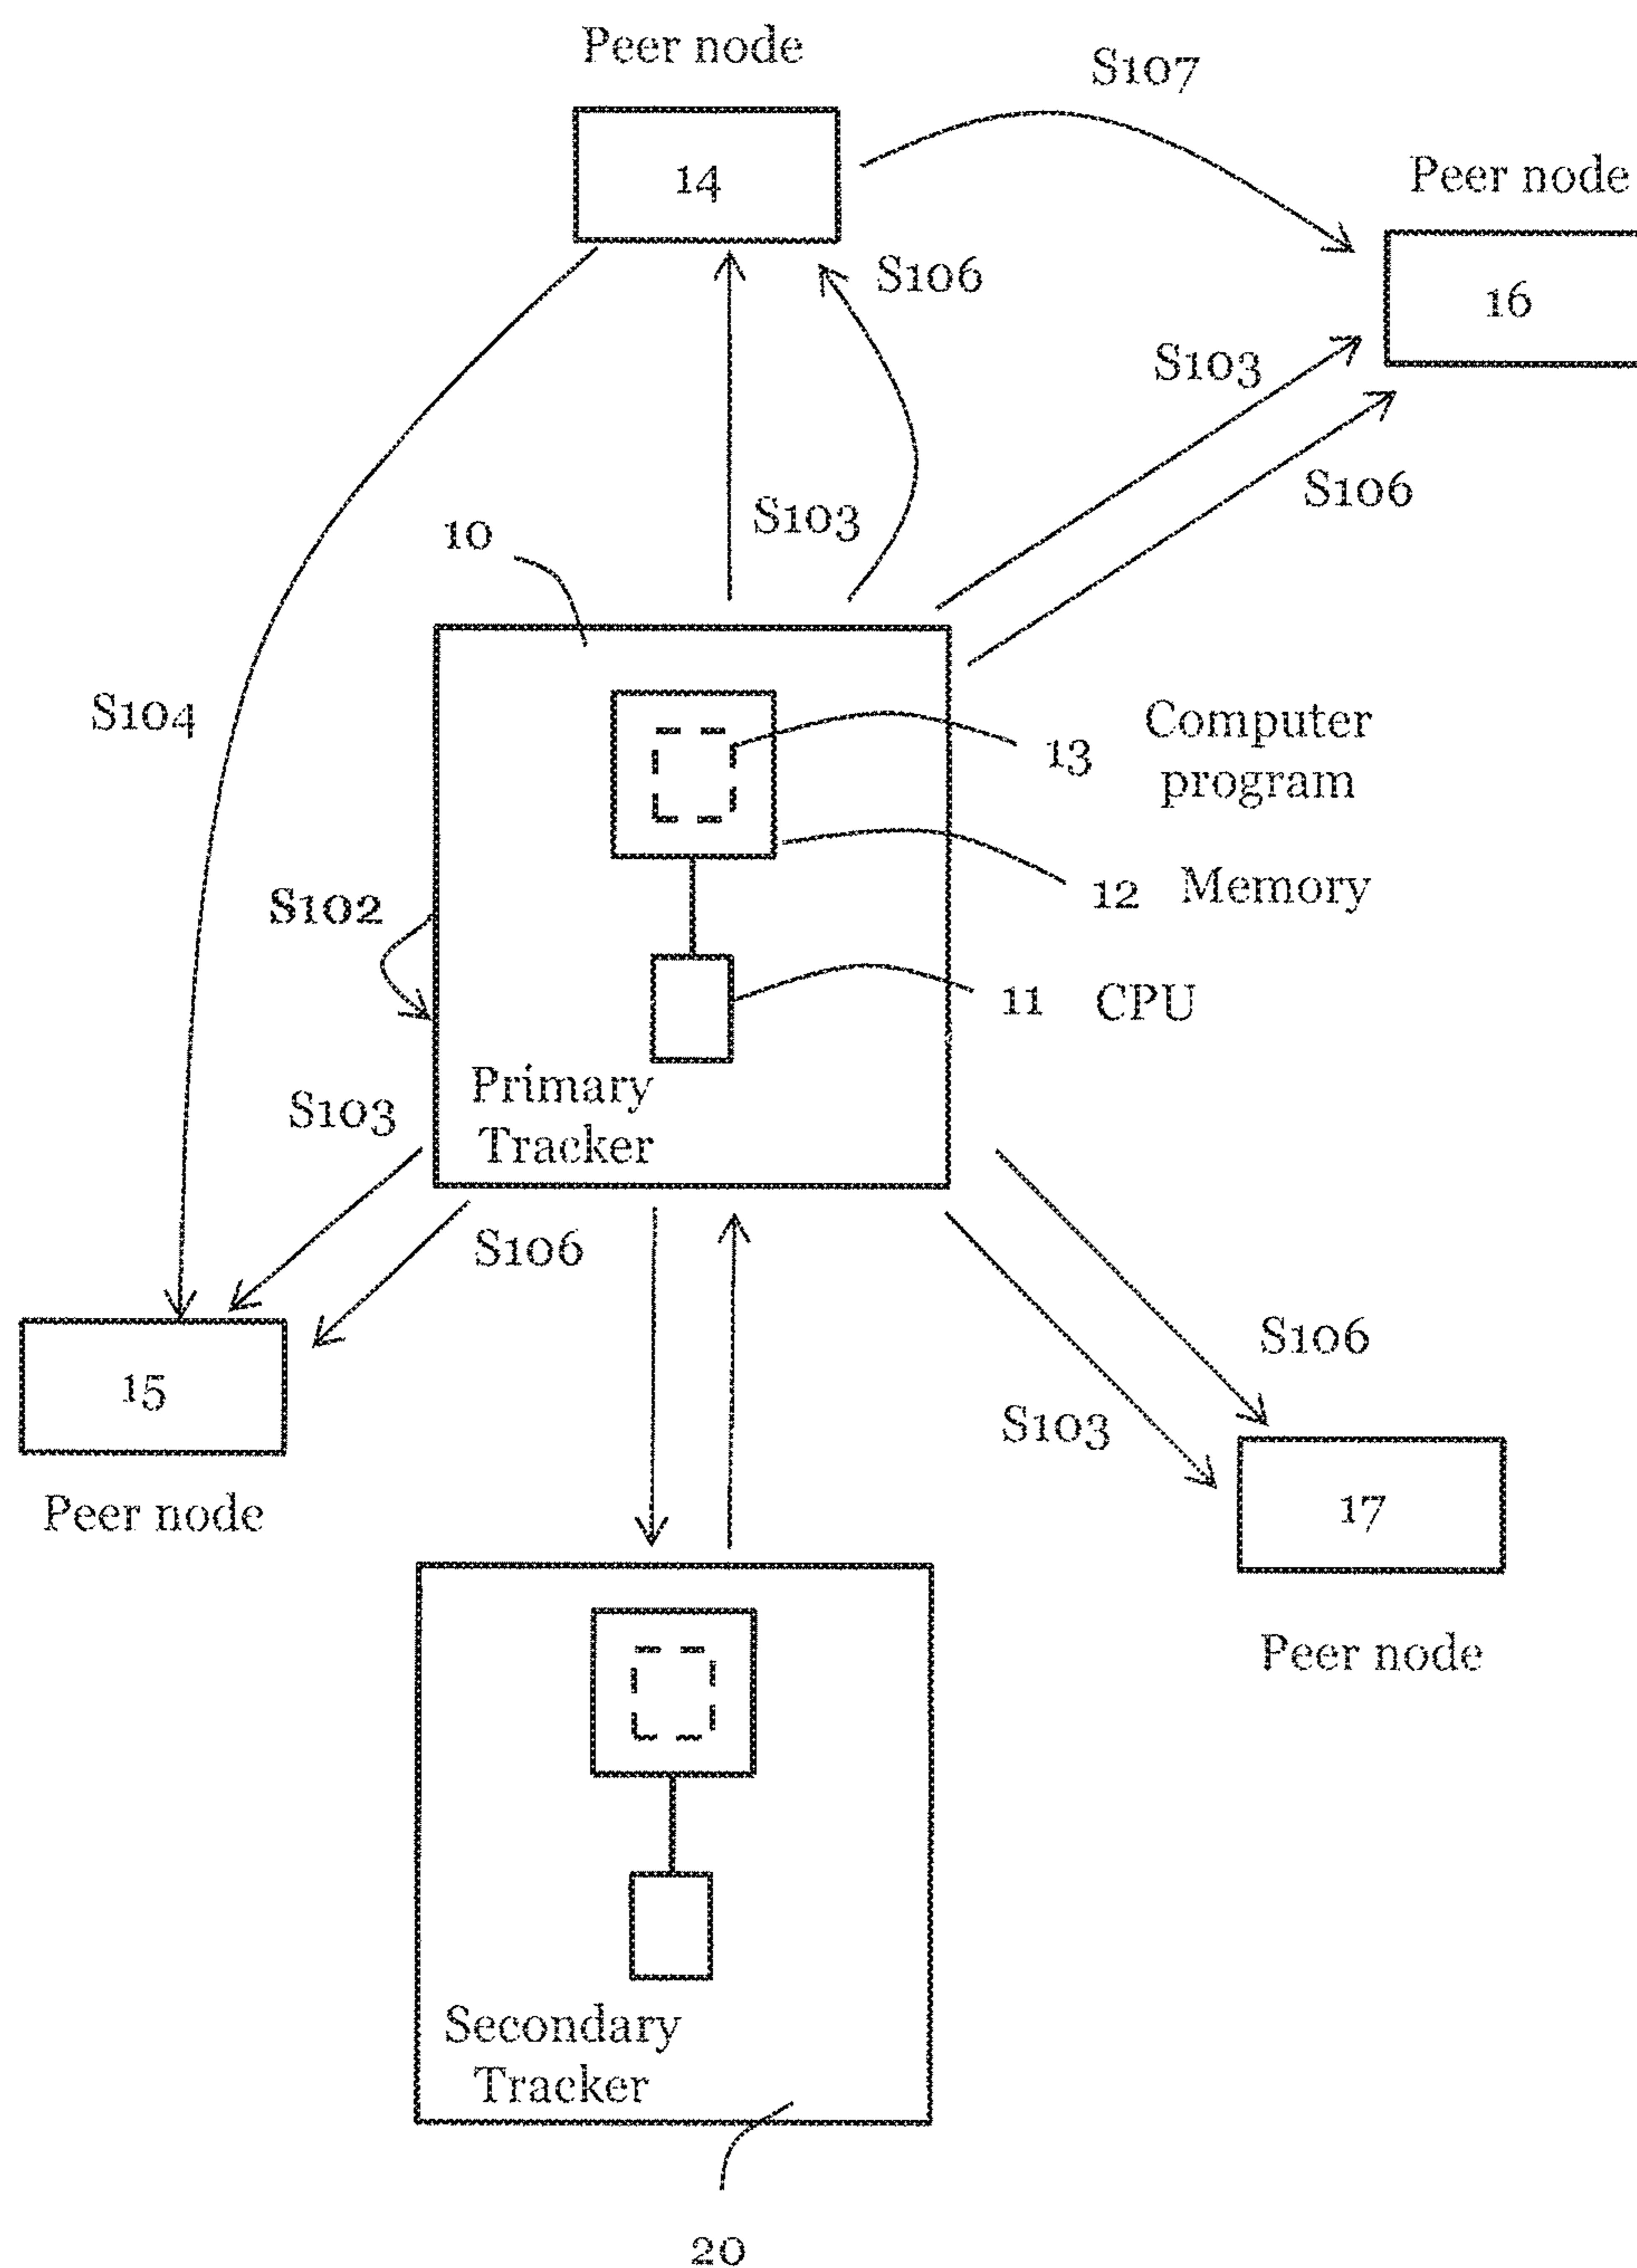 Peer node
S107
14
Peer node
S106
16
S103
S106
S103
10
S104
Computer
program
13
12 Memory
S102
11 CPU
Primary
Tracker
S103
S106
S106
S103
15
17
Peer node
Peer node
Secondary
Tracker
20